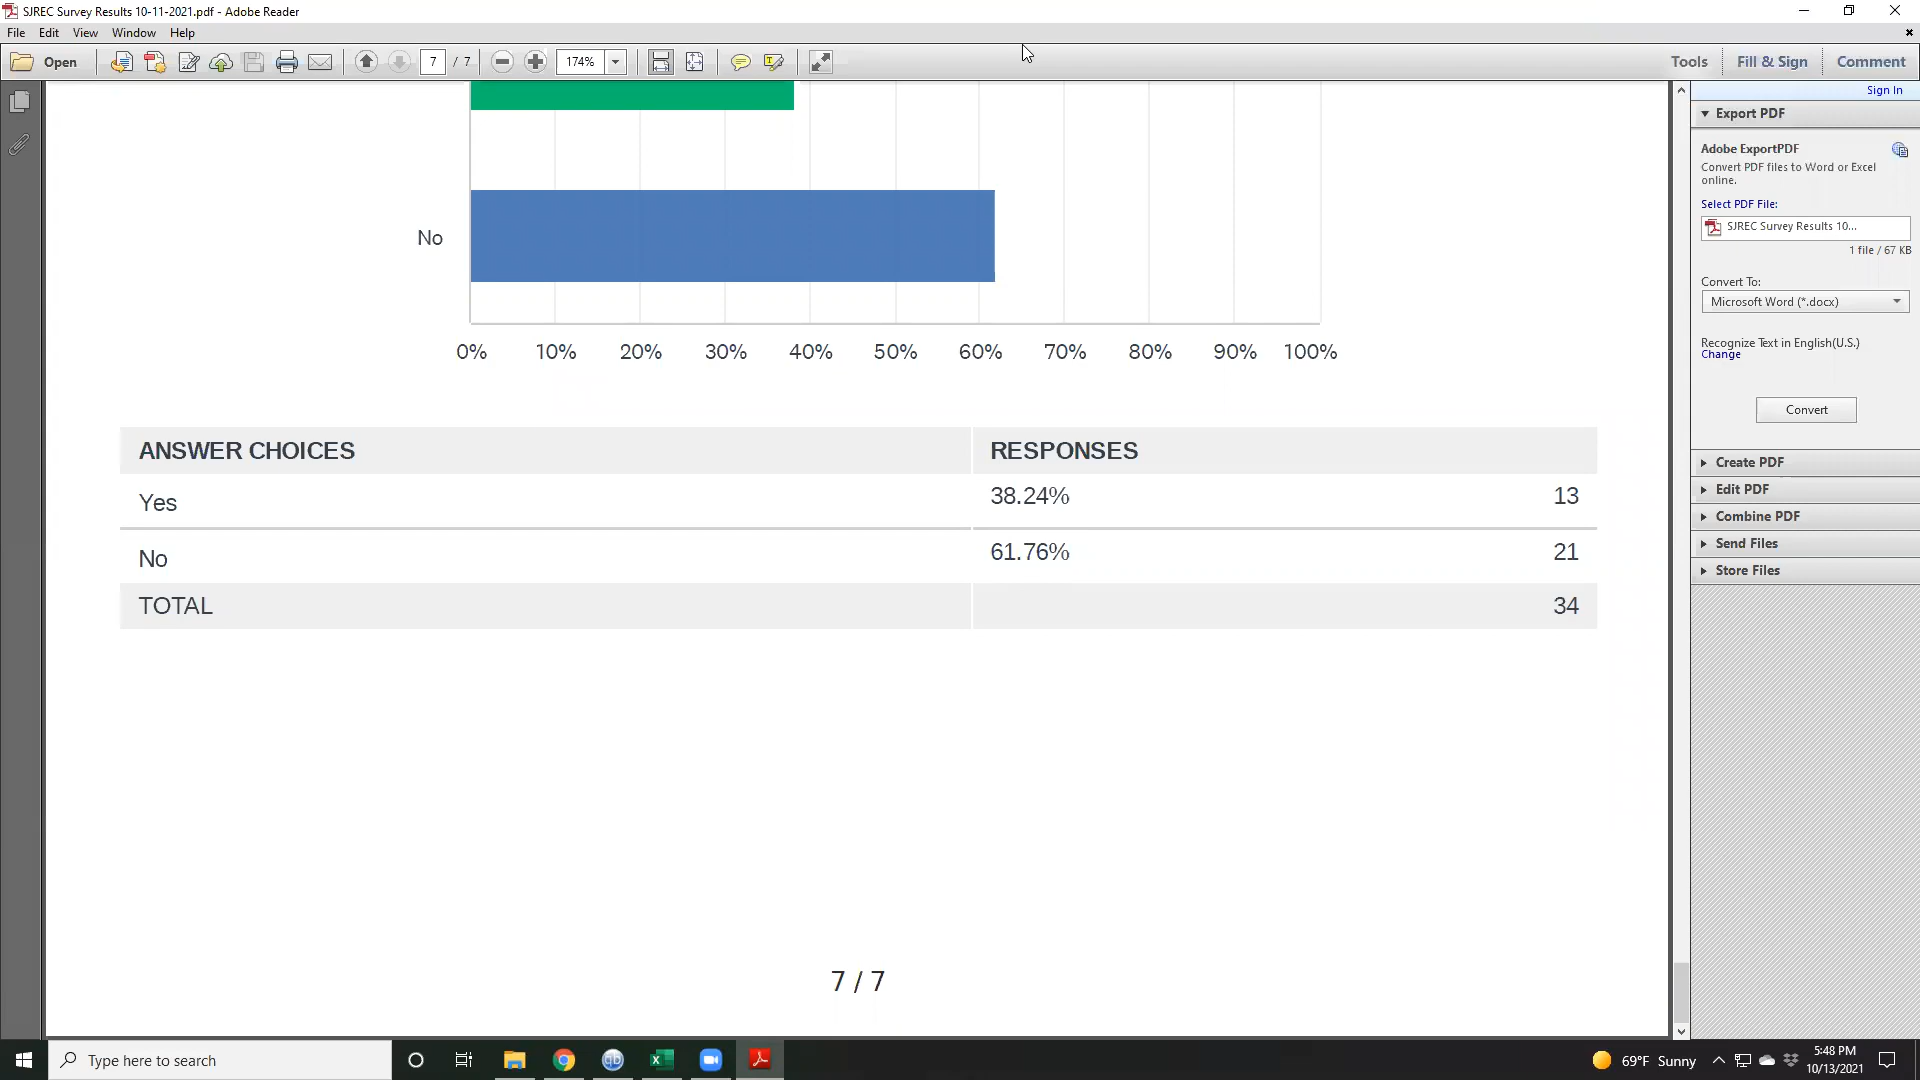 SJREC Survey Results 10-11-2021.pdf - Adobe Reader
File Edit View Window Help
Open 7 / 7 174% Tools Fill & Sign Comment
Sign In
Export PDF
Adobe ExportPDF
Convert PDF files to Word or Excel
online.
Select PDF File:
SJREC Survey Results 10...
1 file / 67 KB
Convert To:
Microsoft Word (*.docx)
Recognize Text in English(U.S.)
Change
Convert
Create PDF
Edit PDF
Combine PDF
Send Files
Store Files
No
0% 10% 20% 30% 40% 50% 60% 70% 80% 90% 100%
ANSWER CHOICES RESPONSES
Yes 38.24% 13
No 61.76% 21
TOTAL 34
7 / 7
Type here to search
69°F Sunny
5:48 PM
10/13/2021